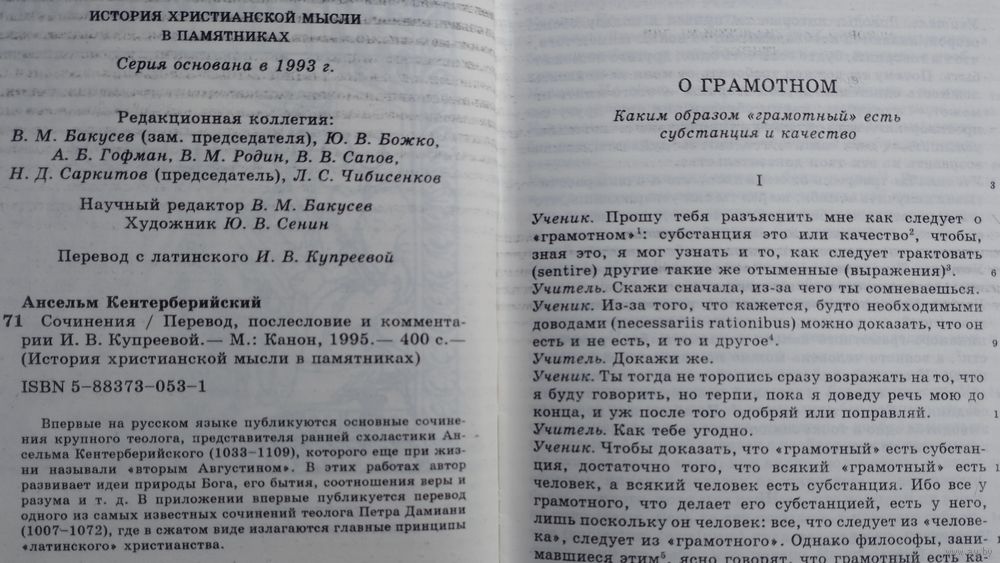 ИСТОРИЯ ХРИСТИАНСКОЙ МЫСЛИ
В ПАМЯТНИКАХ
Серия основана в 1993 г.
Редакционная коллегия:
В. М. Бакусев (зам. председателя), Ю. В. Божко,
А. Б. Гофман, В. М. Родин, В. В. Сапов,
Н. Д. Саркитов (председатель), Л. С. Чибисенков
Научный редактор В. М. Бакусев
Художник Ю. В. Сенин
Перевод с латинского И. В. Купреевой
Ансельм Кентерберийский
71 Сочинения / Перевод, послесловие и коммента-
рии И. В. Купреевой.— М.: Канон, 1995.— 400 с.—
(История христианской мысли в памятниках)
ISBN 5-88373-053-1
Впервые на русском языке публикуются основные сочине-
ния крупного теолога, представителя ранней схоластики Ан-
сельма Кентерберийского (1033-1109), которого еще при жиз-
ни называли «вторым Августином». В этих работах автор
развивает идеи природы Бога, его бытия, соотношения веры и
разума и т. д. В приложении впервые публикуется перевод
одного из самых известных сочинений теолога Петра Дамиани
(1007-1072), где в сжатом виде излагаются главные принципы
«латинского» христианства.
О ГРАМОТНОМ
Каким образом «грамотный» есть
субстанция и качество
I
3
Ученик. Прошу тебя разъяснить мне как следует о
«грамотном»¹: субстанция это или качество², чтобы,
зная это, я мог узнать и то, как следует трактовать
(sentire) другие такие же отыменные (выражения)³. 6
Учитель. Скажи сначала, из-за чего ты сомневаешься.
Ученик. Из-за того, что кажется, будто необходимыми
доводами (necessariis rationibus) можно доказать, что он
есть и не есть, и то и другое⁴. 9
Учитель. Докажи же.
Ученик. Ты тогда не торопись сразу возражать на то, что
я буду говорить, но терпи, пока я доведу речь мою до
конца, и уж после того одобряй или поправляй. 1
Учитель. Как тебе угодно.
Ученик. Чтобы доказать, что «грамотный» есть субстан-
ция, достаточно того, что всякий «грамотный» есть 1
человек, а всякий человек есть субстанция. Ибо все у
грамотного, что делает его субстанцией, есть у него,
лишь поскольку он человек: все, что следует из «челове-
ка», следует из «грамотного». Однако философы, зани- 1
мавшиеся этим⁵, ясно говорят, что грамотный есть ка-
www.ay.by